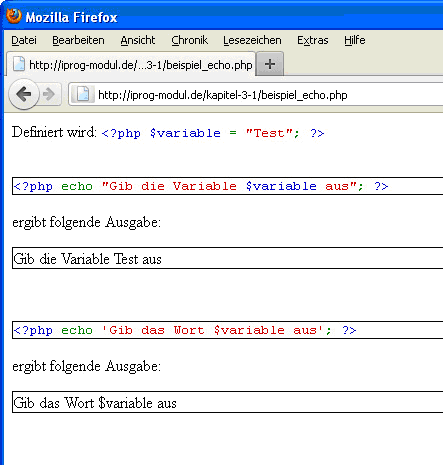 Mozilla Firefox
Datei Bearbeiten Ansicht Chronik Lesezeichen Extras Hilfe
http://iprog-modul.de/...3-1/beispiel_echo.php
http://iprog-modul.de/kapitel-3-1/beispiel_echo.php
Definiert wird: <?php $variable = "Test"; ?>
<?php echo "Gib die Variable $variable aus"; ?>
ergibt folgende Ausgabe:
Gib die Variable Test aus
<?php echo 'Gib das Wort $variable aus'; ?>
ergibt folgende Ausgabe:
Gib das Wort $variable aus